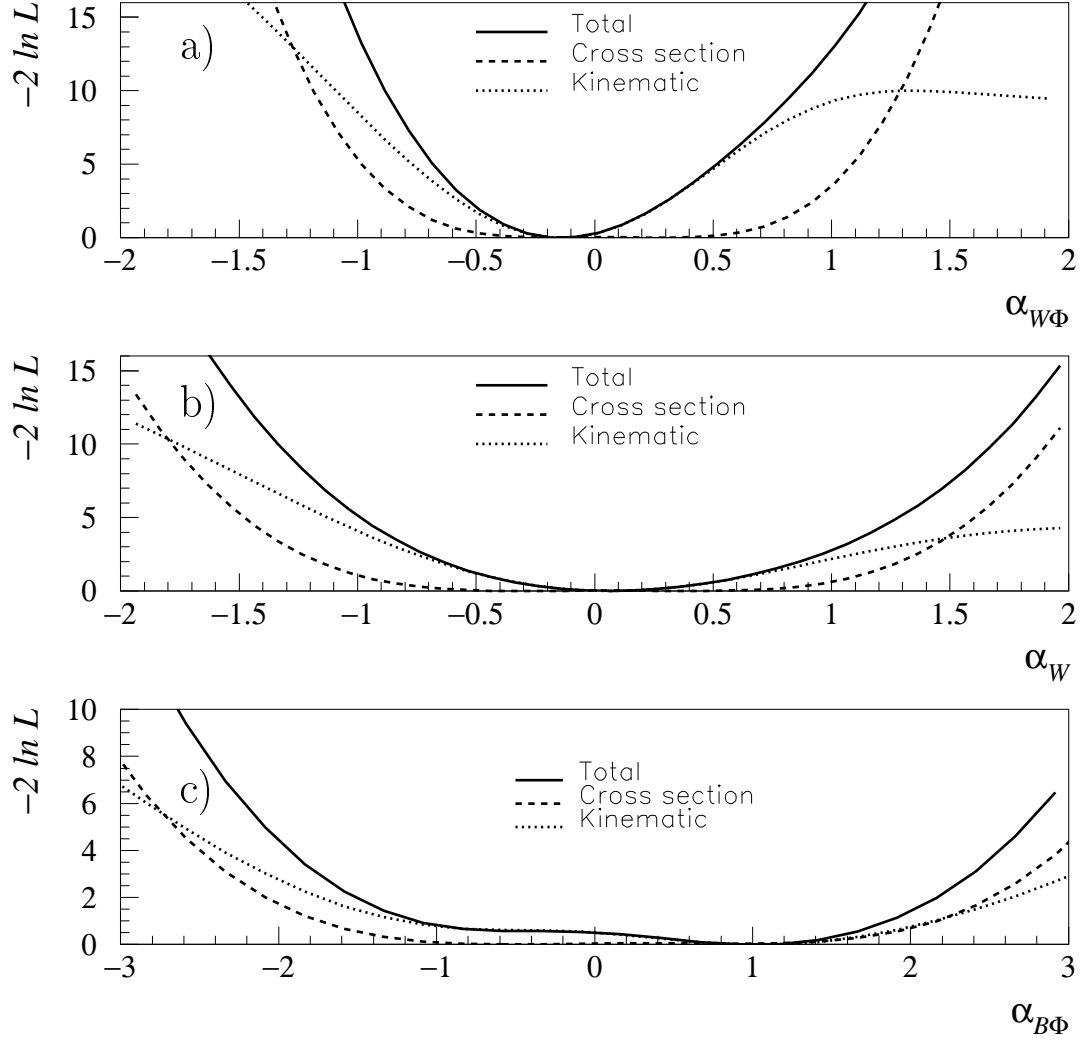 −2 ln L
15
10
5
0
a)
Total
Cross section
Kinematic
−2 −1.5 −1 −0.5 0 0.5 1 1.5 2
α_WΦ
−2 ln L
15
10
5
0
b)
Total
Cross section
Kinematic
−2 −1.5 −1 −0.5 0 0.5 1 1.5 2
α_W
−2 ln L
10
8
6
4
2
0
c)
Total
Cross section
Kinematic
−3 −2 −1 0 1 2 3
α_BΦ